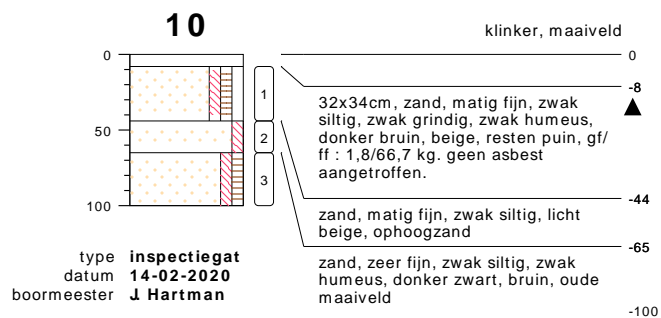 10
klinker, maaiveld
0
0
-8
1
32x34cm, zand, matig fijn, zwak
siltig, zwak grindig, zwak humeus,
donker bruin, beige, resten puin, gf/
ff : 1,8/66,7 kg. geen asbest
aangetroffen.
50
2
3
-44
100
zand, matig fijn, zwak siltig, licht
beige, ophoogzand
-65
type inspectiegat
datum 14-02-2020
boormeester J. Hartman
zand, zeer fijn, zwak siltig, zwak
humeus, donker zwart, bruin, oude
maaiveld
-100